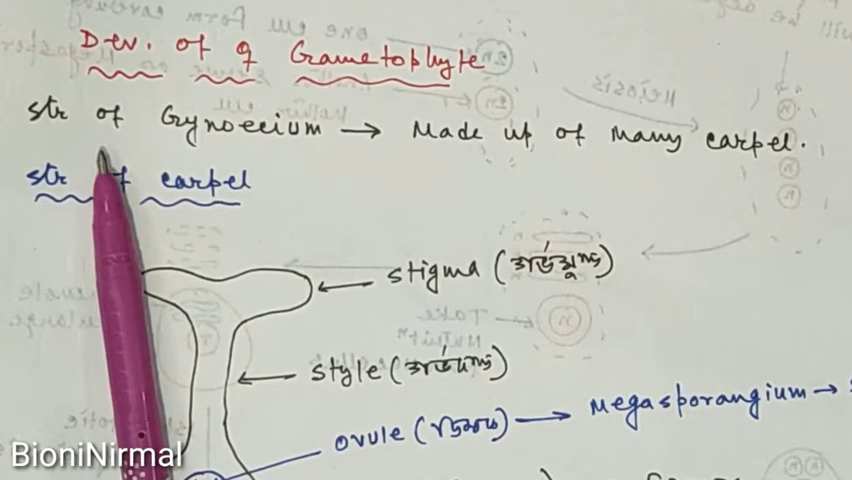 Dev. of ♀ Gametophyte
str of Gynoecium → Made up of many carpel.
str of carpel
stigma (গর্ভমুণ্ড)
style (গর্ভদণ্ড)
ovule (ডিম্বক) → Megasporangium →
BioniNirmal